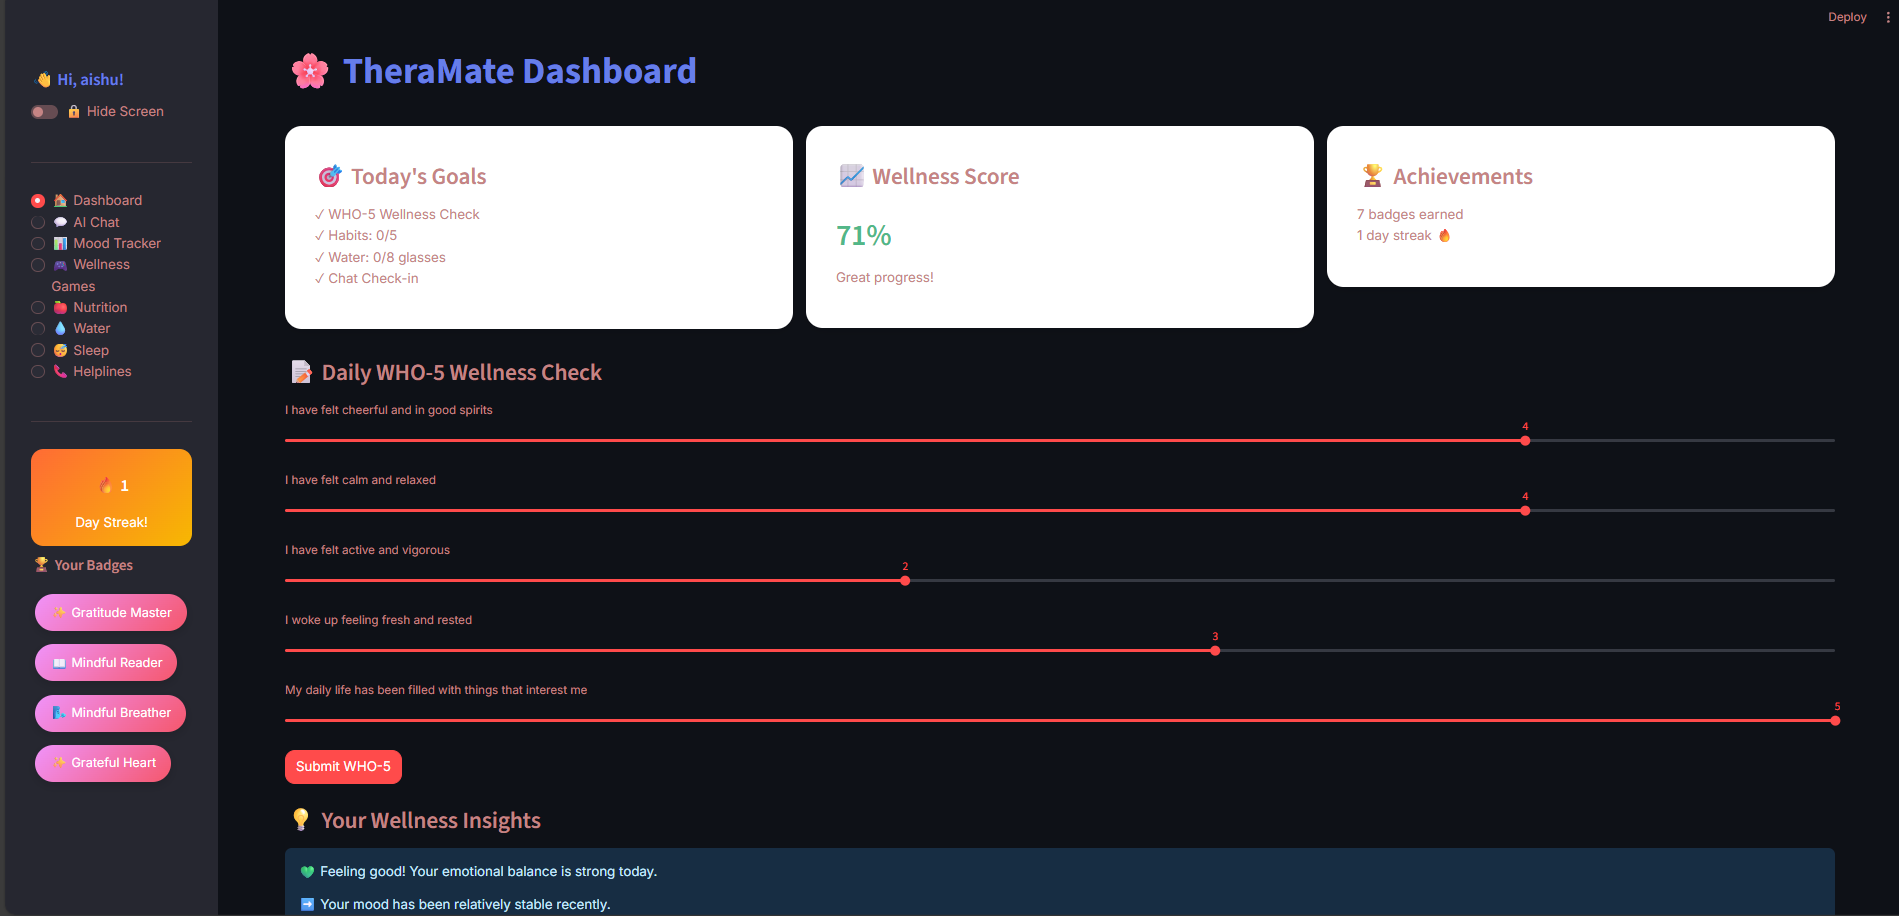 Deploy
👋 Hi, aishu!
🔒 Hide Screen
🏠 Dashboard
💬 AI Chat
📊 Mood Tracker
🎮 Wellness
Games
🍎 Nutrition
💧 Water
😴 Sleep
📞 Helplines
🔥 1
Day Streak!
🏆 Your Badges
✨ Gratitude Master
📖 Mindful Reader
🫁 Mindful Breather
✨ Grateful Heart
🌸 TheraMate Dashboard
🎯 Today's Goals
✓ WHO-5 Wellness Check
✓ Habits: 0/5
✓ Water: 0/8 glasses
✓ Chat Check-in
📈 Wellness Score
71%
Great progress!
🏆 Achievements
7 badges earned
1 day streak 🔥
📝 Daily WHO-5 Wellness Check
I have felt cheerful and in good spirits
4
I have felt calm and relaxed
4
I have felt active and vigorous
2
I woke up feeling fresh and rested
3
My daily life has been filled with things that interest me
5
Submit WHO-5
💡 Your Wellness Insights
💚 Feeling good! Your emotional balance is strong today.
➡️ Your mood has been relatively stable recently.